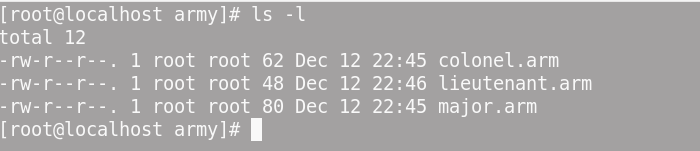 [root@localhost army]# ls -l
total 12
-rw-r--r--. 1 root root 62 Dec 12 22:45 colonel.arm
-rw-r--r--. 1 root root 48 Dec 12 22:46 lieutenant.arm
-rw-r--r--. 1 root root 80 Dec 12 22:45 major.arm
[root@localhost army]#